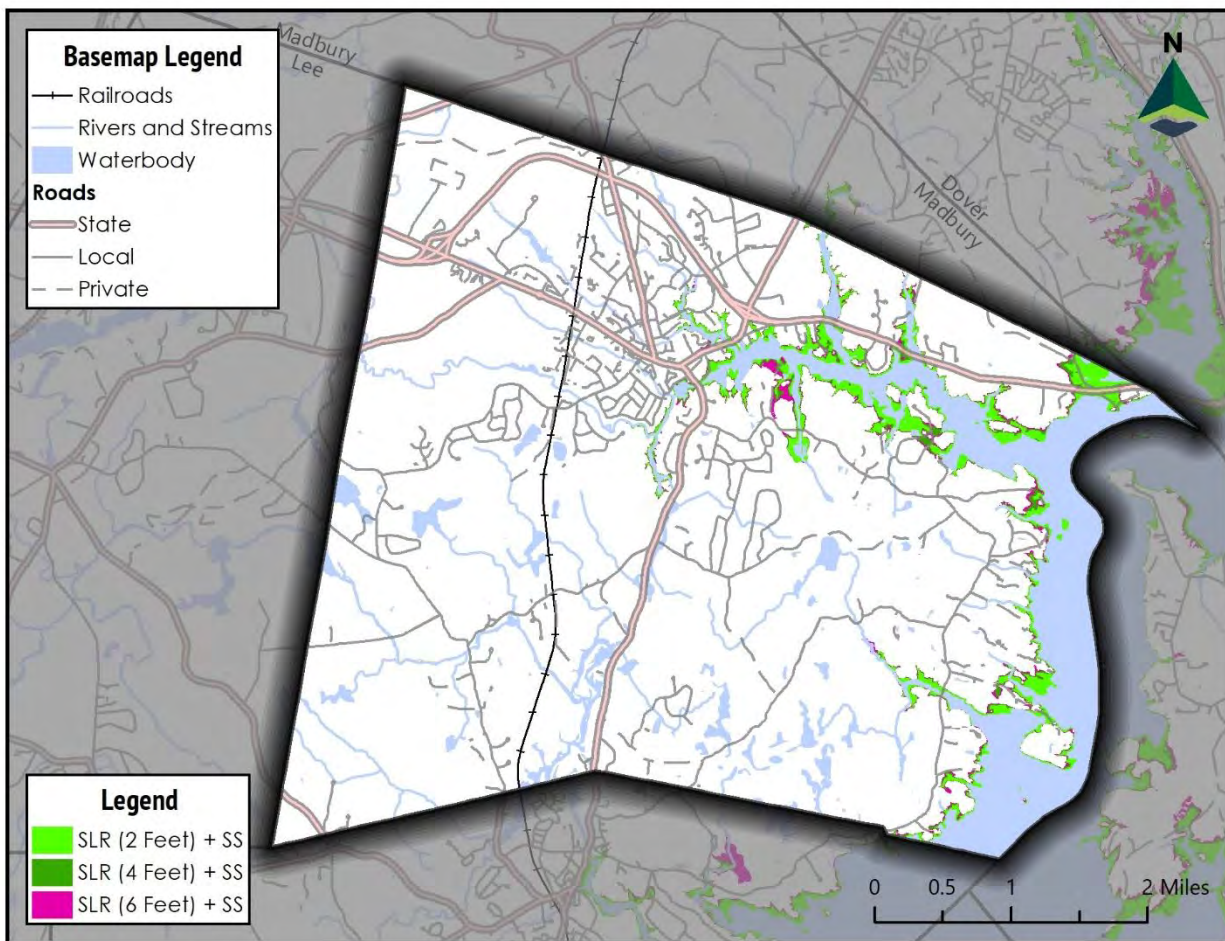 Basemap Legend
Railroads
Rivers and Streams
Waterbody
Roads
State
Local
Private
Madbury
Lee
N
Dover
Madbury
Legend
SLR (2 Feet) + SS
SLR (4 Feet) + SS
SLR (6 Feet) + SS
0 0.5 1 2 Miles